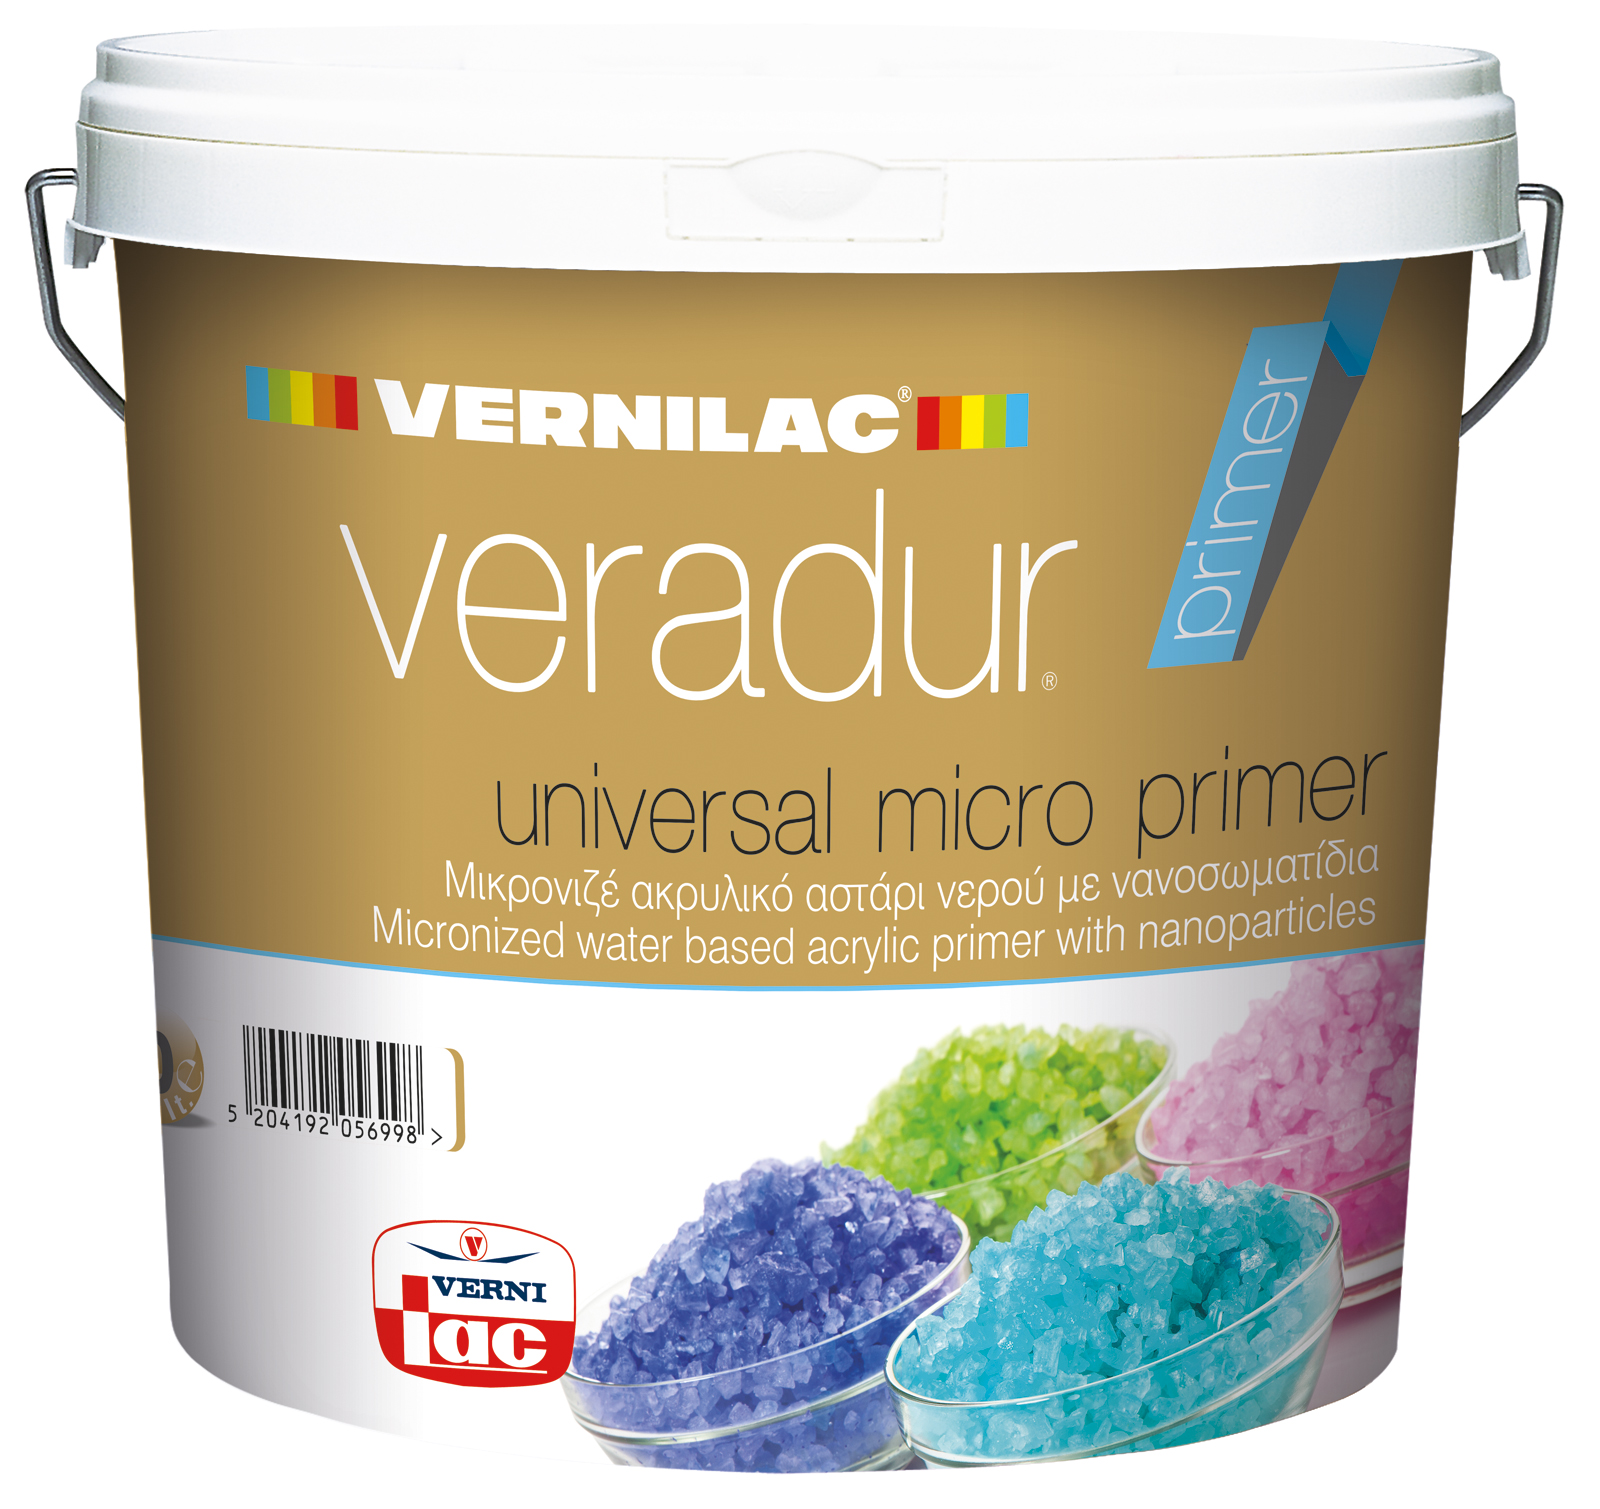 VERNILAC®
veradur®
primer
universal micro primer
Μικρονιζέ ακρυλικό αστάρι νερού με νανοσωματίδια
Micronized water based acrylic primer with nanoparticles
e
lt.
5 204192 056998 >
V
VERNI
lac